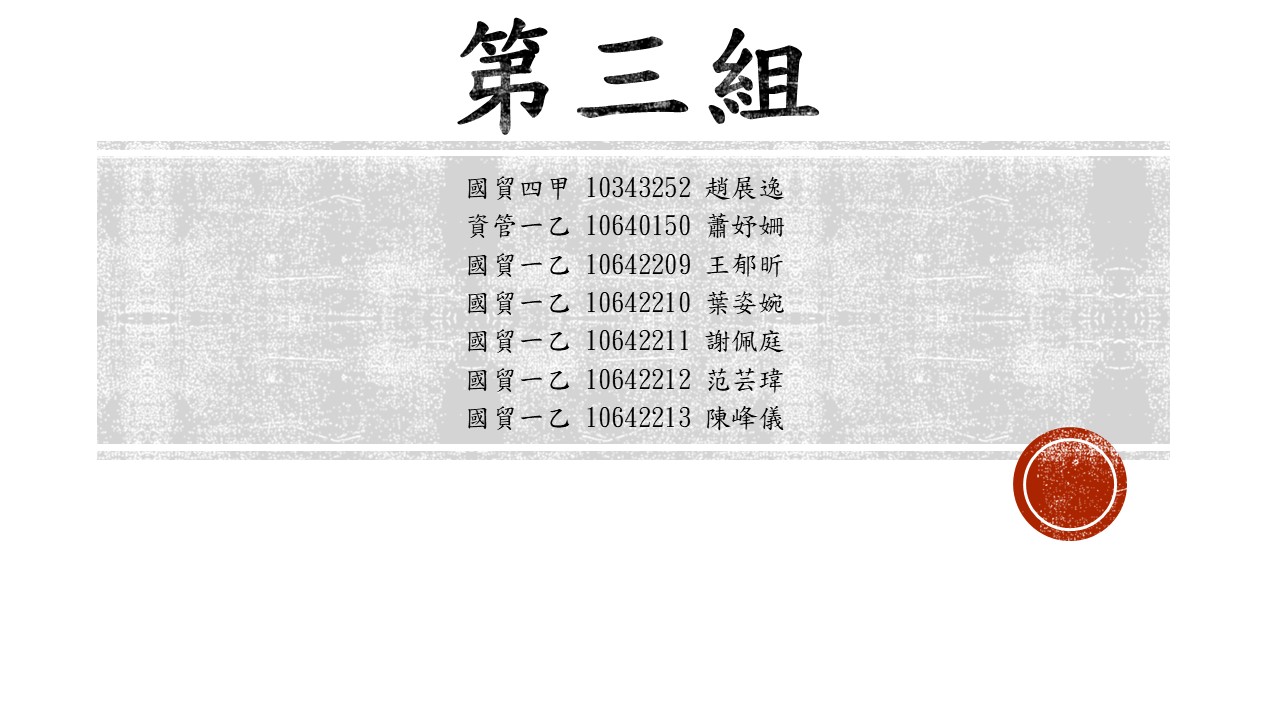 第三組
國貿四甲 10343252 趙展逸
資管一乙 10640150 蕭妤姍
國貿一乙 10642209 王郁昕
國貿一乙 10642210 葉姿婉
國貿一乙 10642211 謝佩庭
國貿一乙 10642212 范芸瑋
國貿一乙 10642213 陳峰儀